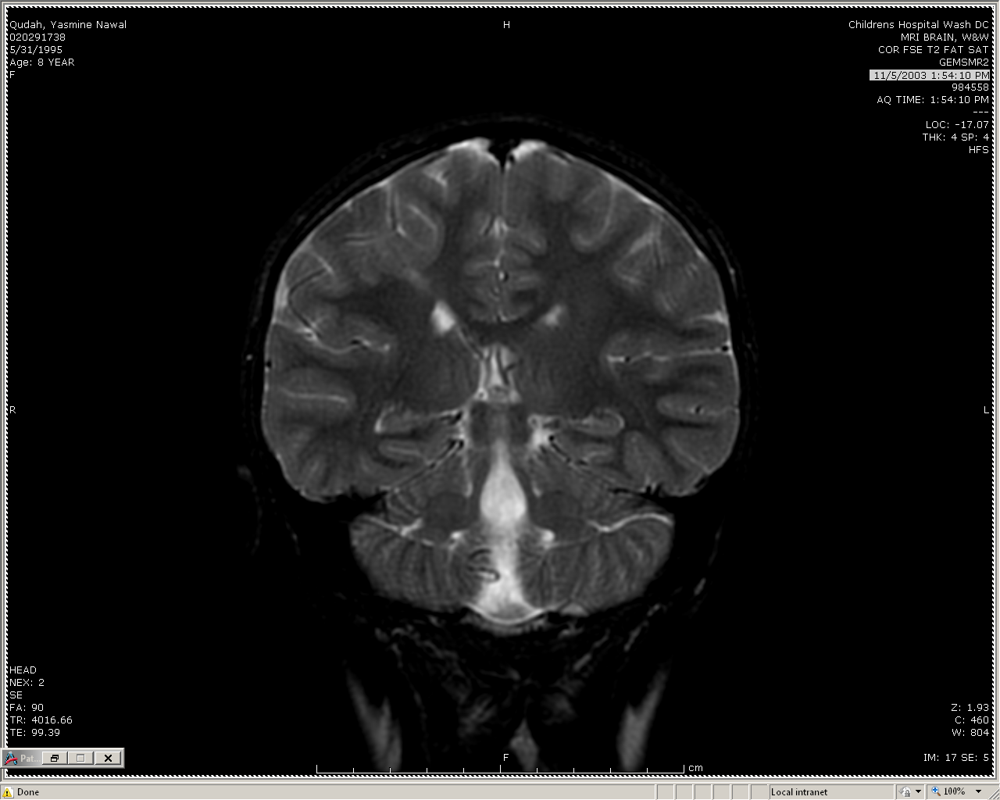 Qudah, Yasmine Nawal
020291738
5/31/1995
Age: 8 YEAR
F
H
Childrens Hospital Wash DC
MRI BRAIN, W&W
COR FSE T2 FAT SAT
GEMSMR2
11/5/2003 1:54:10 PM
984558
AQ TIME: 1:54:10 PM
---
LOC: -17.07
THK: 4 SP: 4
HFS
R
L
HEAD
NEX: 2
SE
FA: 90
TR: 4016.66
TE: 99.39
Z: 1.93
C: 460
W: 804
IM: 17 SE: 5
F
cm
Pat...
Done
Local intranet
100%